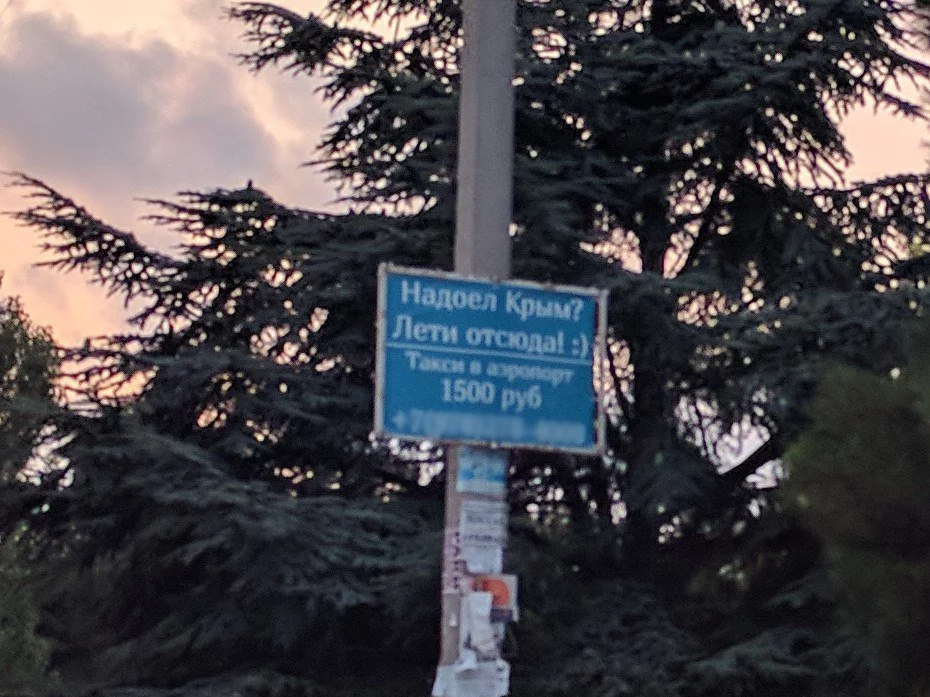 Надоел Крым?
Лети отсюда! :)
Такси в аэропорт
1500 руб